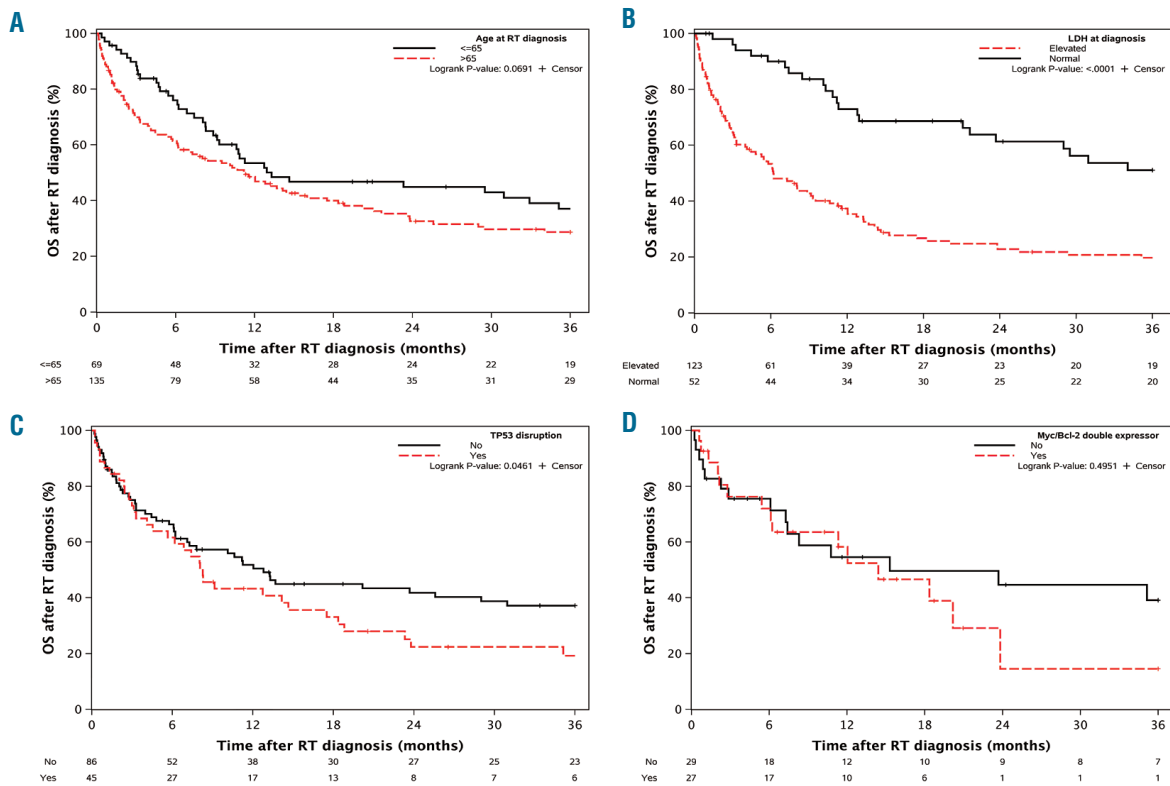 A
Age at RT diagnosis
<=65
>65
Logrank P-value: 0.0691 + Censor
OS after RT diagnosis (%)
100
80
60
40
20
0
0 6 12 18 24 30 36
Time after RT diagnosis (months)
<=65 69 48 32 28 24 22 19
>65 135 79 58 44 35 31 29
B
LDH at diagnosis
Elevated
Normal
Logrank P-value: <.0001 + Censor
OS after RT diagnosis (%)
100
80
60
40
20
0
0 6 12 18 24 30 36
Time after RT diagnosis (months)
Elevated 123 61 39 27 23 20 19
Normal 52 44 34 30 25 22 20
C
TP53 disruption
No
Yes
Logrank P-value: 0.0461 + Censor
OS after RT diagnosis (%)
100
80
60
40
20
0
0 6 12 18 24 30 36
Time after RT diagnosis (months)
No 86 52 38 30 27 25 23
Yes 45 27 17 13 8 7 6
D
Myc/Bcl-2 double expressor
No
Yes
Logrank P-value: 0.4951 + Censor
OS after RT diagnosis (%)
100
80
60
40
20
0
0 6 12 18 24 30 36
Time after RT diagnosis (months)
No 29 18 12 10 9 8 7
Yes 27 17 10 6 1 1 1